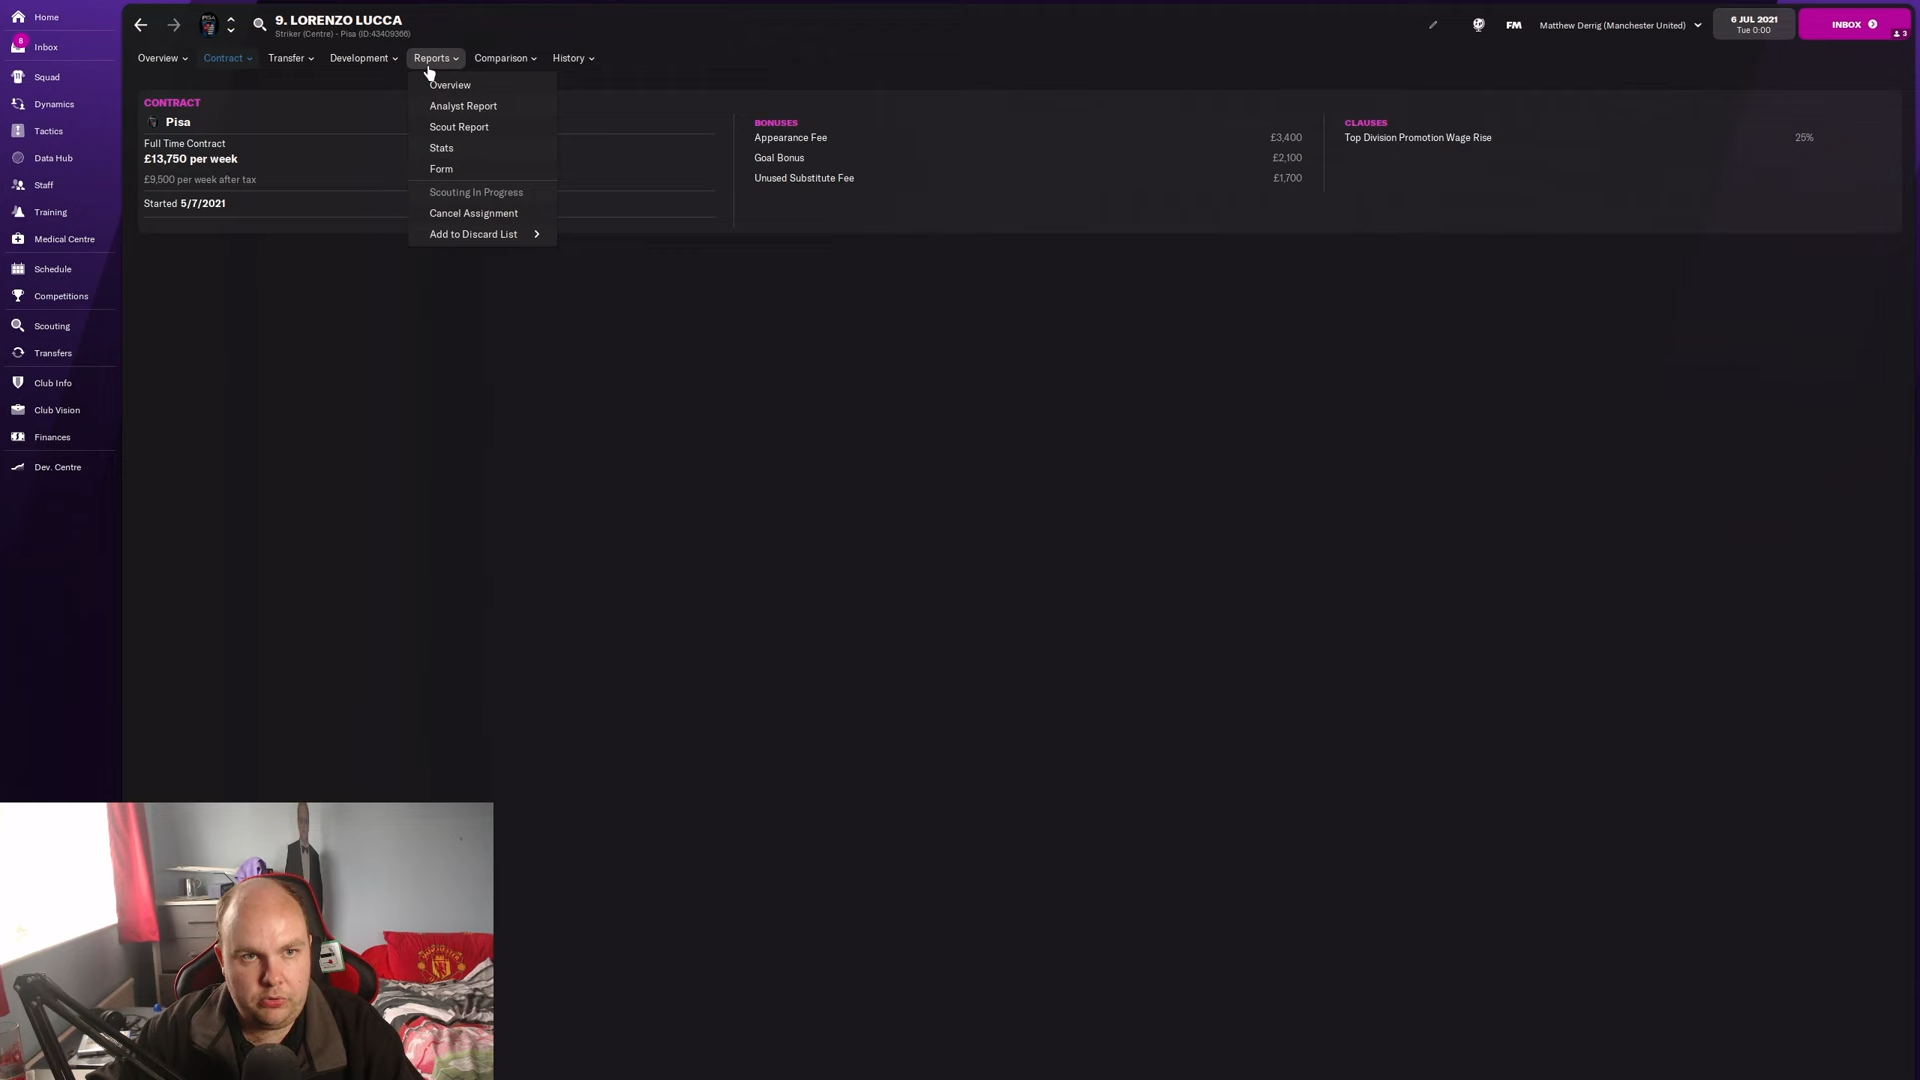 Home
8
Inbox
Squad
Dynamics
Tactics
Data Hub
Staff
Training
Medical Centre
Schedule
Competitions
Scouting
Transfers
Club Info
Club Vision
Finances
Dev. Centre
9. LORENZO LUCCA
Striker (Centre) - Pisa (ID:43409366)
FM
Matthew Derrig (Manchester United)
6 JUL 2021
Tue 0:00
INBOX
3
Overview
Contract
Transfer
Development
Reports
Comparison
History
Overview
Analyst Report
Scout Report
Stats
Form
Scouting In Progress
Cancel Assignment
Add to Discard List
CONTRACT
Pisa
Full Time Contract
£13,750 per week
£9,500 per week after tax
Started 5/7/2021
BONUSES
Appearance Fee £3,400
Goal Bonus £2,100
Unused Substitute Fee £1,700
CLAUSES
Top Division Promotion Wage Rise 25%